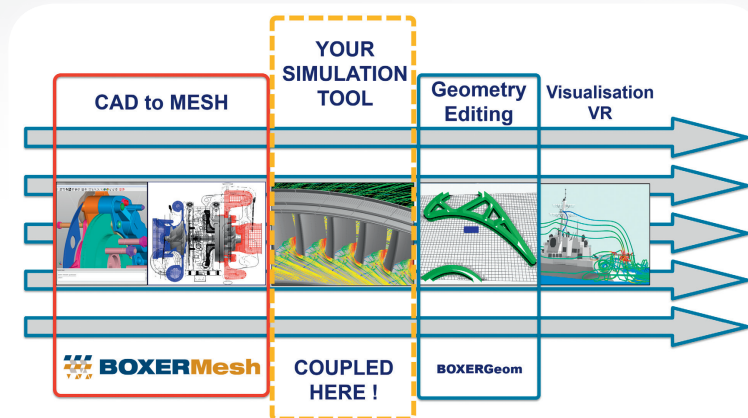 CAD to MESH
YOUR
SIMULATION
TOOL
Geometry
Editing
Visualisation
VR
BOXERMesh
COUPLED
HERE !
BOXERGeom